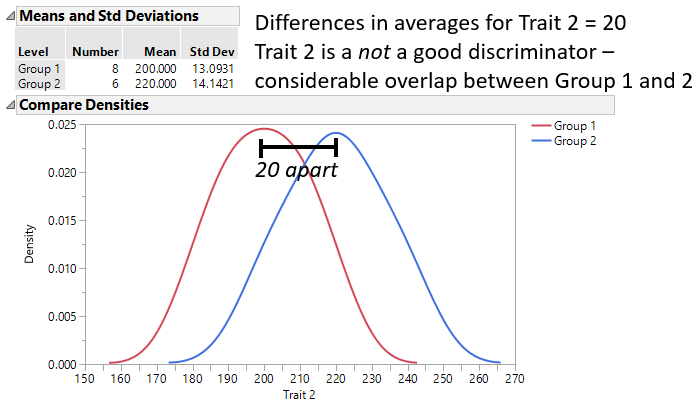 Means and Std Deviations
Differences in averages for Trait 2 = 20
Trait 2 is a not a good discriminator –
considerable overlap between Group 1 and 2
Level Number Mean Std Dev
Group 1 8 200.000 13.0931
Group 2 6 220.000 14.1421
Compare Densities
0.025
0.020
0.015
0.010
0.005
0.000
Density
20 apart
Group 1
Group 2
150 160 170 180 190 200 210 220 230 240 250 260 270
Trait 2